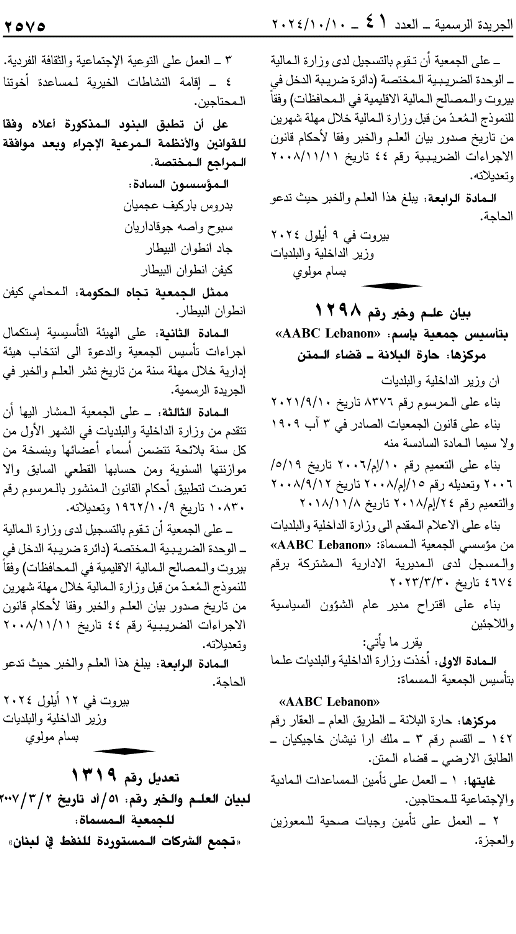 الجريدة الرسمية ـ العدد ٤١ ـ ٢٠٢٤/١٠/١٠
٢٥٧٥
ـ على الجمعية أن تقوم بالتسجيل لدى وزارة المالية
ـ الوحدة الضريبية المختصة (دائرة ضريبة الدخل في
بيروت والمصالح المالية الاقليمية في المحافظات) وفقاً
للنموذج المُعدّ من قبل وزارة المالية خلال مهلة شهرين
من تاريخ صدور بيان العلم والخبر وفقا لأحكام قانون
الاجراءات الضريبية رقم ٤٤ تاريخ ٢٠٠٨/١١/١١
وتعديلاته.
المادة الرابعة: يبلغ هذا العلم والخبر حيث تدعو
الحاجة.
بيروت في ٩ أيلول ٢٠٢٤
وزير الداخلية والبلديات
بسام مولوي
بيان علم وخبر رقم ١٢٩٨
بتأسيس جمعية بإسم: «AABC Lebanon»
مركزها: حارة البلانة ـ قضاء المتن
ان وزير الداخلية والبلديات
بناء على المرسوم رقم ٨٣٧٦ تاريخ ٢٠٢١/٩/١٠
بناء على قانون الجمعيات الصادر في ٣ آب ١٩٠٩
ولا سيما المادة السادسة منه
بناء على التعميم رقم ١٠/إم/٢٠٠٦ تاريخ ٥/١٩/
٢٠٠٦ وتعديله رقم ١٥/إم/٢٠٠٨ تاريخ ٢٠٠٨/٩/١٢
والتعميم رقم ٢٤/إم/٢٠١٨ تاريخ ٢٠١٨/١١/٨
بناء على الاعلام المقدم الى وزارة الداخلية والبلديات
من مؤسسي الجمعية المسماة: «AABC Lebanon»
والمسجل لدى المديرية الادارية المشتركة برقم
٤٦٧٤ تاريخ ٢٠٢٣/٣/٣٠
بناء على اقتراح مدير عام الشؤون السياسية
واللاجئين
يقرر ما يأتي:
المادة الاولى: أخذت وزارة الداخلية والبلديات علما
بتأسيس الجمعية المسماة:
«AABC Lebanon»
مركزها: حارة البلانة ـ الطريق العام ـ العقار رقم
١٤٢ ـ القسم رقم ٣ ـ ملك ارا نيشان خاجيكيان ـ
الطابق الارضي ـ قضاء المتن.
غايتها: ١ ـ العمل على تأمين المساعدات المادية
والإجتماعية للمحتاجين.
٢ ـ العمل على تأمين وجبات صحية للمعوزين
والعجزة.
٣ ـ العمل على التوعية الإجتماعية والثقافة الفردية.
٤ ـ إقامة النشاطات الخيرية لمساعدة أخوتنا
المحتاجين.
على أن تطبق البنود المذكورة أعلاه وفقا
للقوانين والأنظمة المرعية الإجراء وبعد موافقة
المراجع المختصة.
المؤسسون السادة:
بدروس باركيف عجميان
سبوح واصه جوقاداريان
جاد انطوان البيطار
كيفن انطوان البيطار
ممثل الجمعية تجاه الحكومة: المحامي كيفن
انطوان البيطار.
المادة الثانية: على الهيئة التأسيسية إستكمال
اجراءات تأسيس الجمعية والدعوة الى انتخاب هيئة
إدارية خلال مهلة سنة من تاريخ نشر العلم والخبر في
الجريدة الرسمية.
المادة الثالثة: ـ على الجمعية المشار اليها أن
تتقدم من وزارة الداخلية والبلديات في الشهر الأول من
كل سنة بلائحة تتضمن أسماء أعضائها وبنسخة من
موازنتها السنوية ومن حسابها القطعي السابق والا
تعرضت لتطبيق أحكام القانون المنشور بالمرسوم رقم
١٠٨٣٠ تاريخ ١٩٦٢/١٠/٩ وتعديلاته.
ـ على الجمعية أن تقوم بالتسجيل لدى وزارة المالية
ـ الوحدة الضريبية المختصة (دائرة ضريبة الدخل في
بيروت والمصالح المالية الاقليمية في المحافظات) وفقاً
للنموذج المُعدّ من قبل وزارة المالية خلال مهلة شهرين
من تاريخ صدور بيان العلم والخبر وفقا لأحكام قانون
الاجراءات الضريبية رقم ٤٤ تاريخ ٢٠٠٨/١١/١١
وتعديلاته.
المادة الرابعة: يبلغ هذا العلم والخبر حيث تدعو
الحاجة.
بيروت في ١٢ أيلول ٢٠٢٤
وزير الداخلية والبلديات
بسام مولوي
تعديل رقم ١٣١٩
لبيان العلم والخبر رقم: ٥١/أد تاريخ ٢٠٠٧/٣/٢
للجمعية المسماة:
«تجمع الشركات المستوردة للنفط في لبنان»